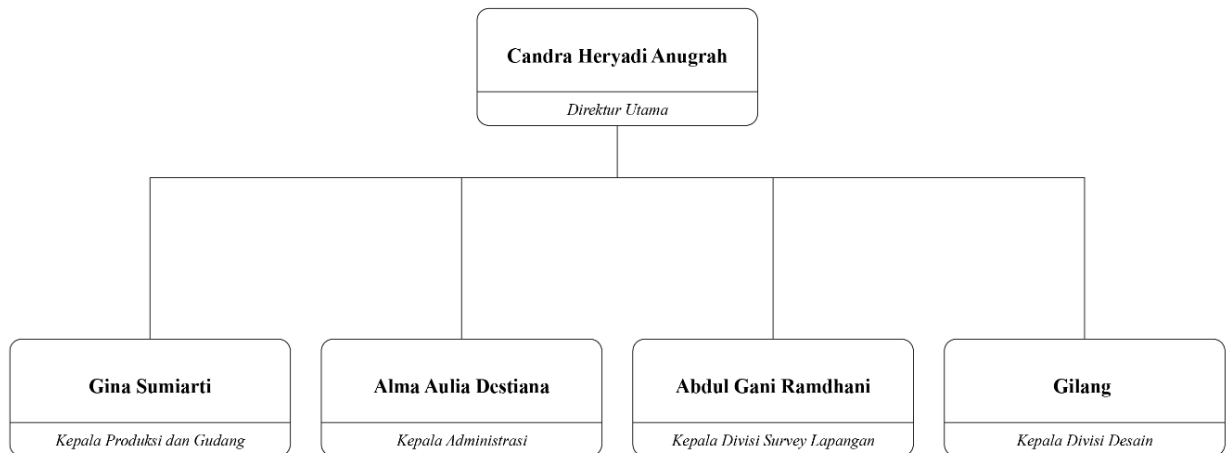 Candra Heryadi Anugrah
Direktur Utama
Gina Sumiarti
Kepala Produksi dan Gudang
Alma Aulia Destiana
Kepala Administrasi
Abdul Gani Ramdhani
Kepala Divisi Survey Lapangan
Gilang
Kepala Divisi Desain